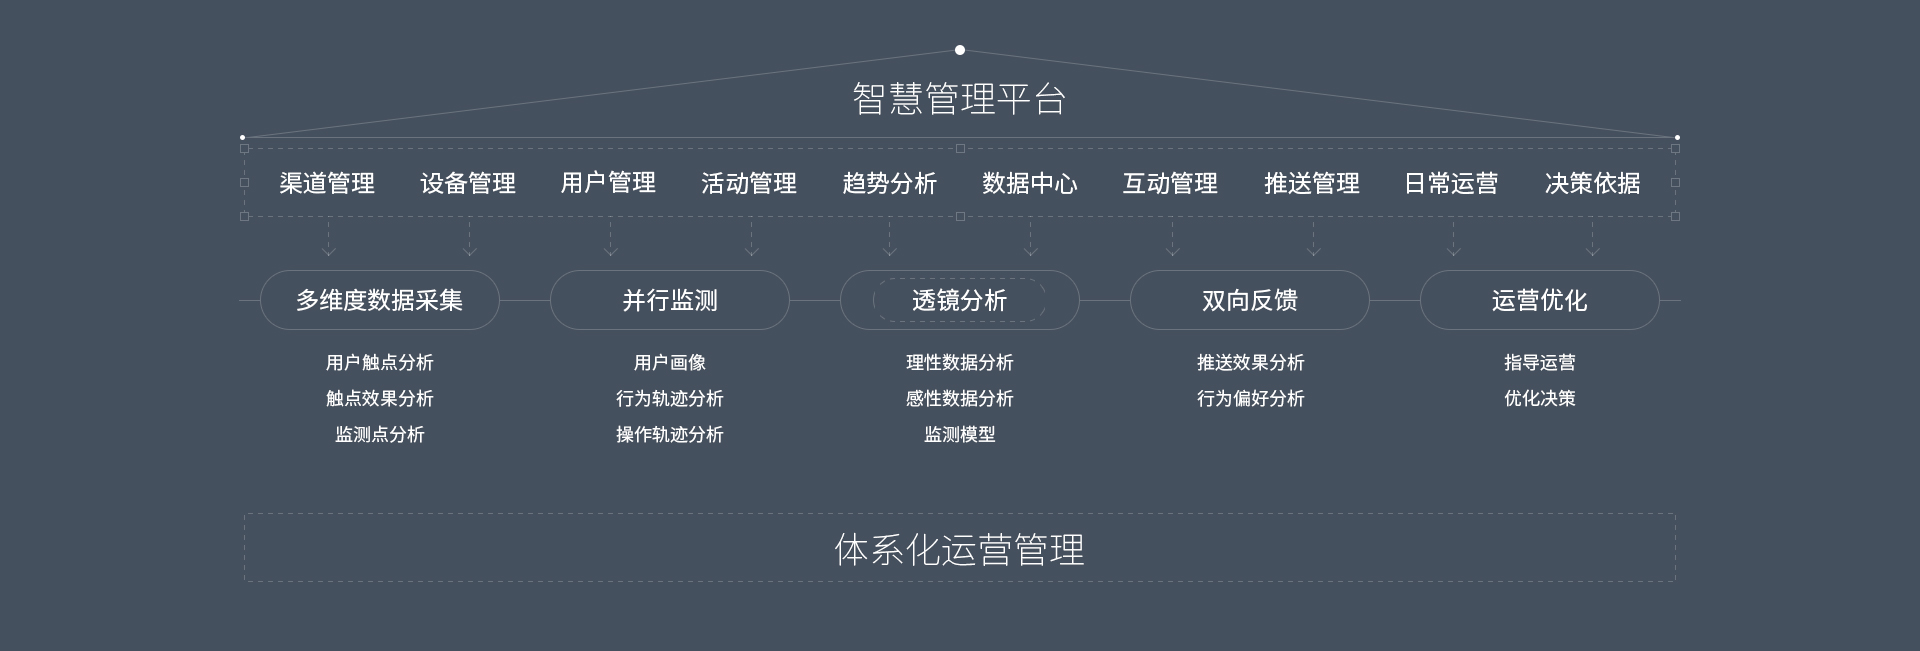 智慧管理平台
渠道管理 设备管理 用户管理 活动管理 趋势分析 数据中心 互动管理 推送管理 日常运营 决策依据
多维度数据采集 并行监测 透镜分析 双向反馈 运营优化
用户触点分析 用户画像 理性数据分析 推送效果分析 指导运营
触点效果分析 行为轨迹分析 感性数据分析 行为偏好分析 优化决策
监测点分析 操作轨迹分析 监测模型
体系化运营管理